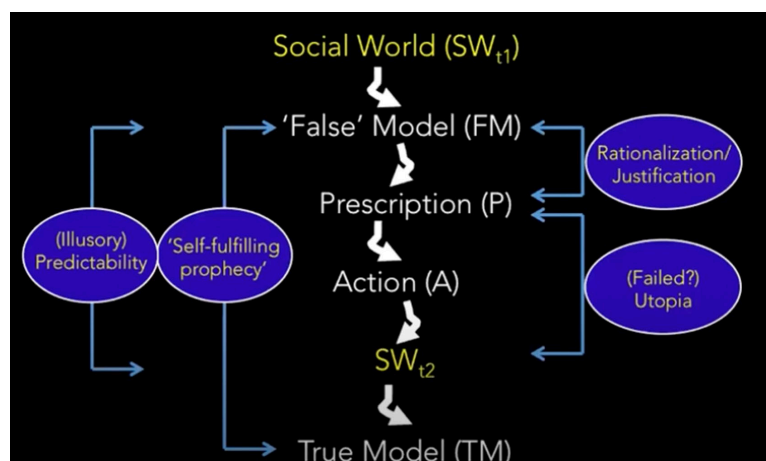 Social World (SWt1)
'False' Model (FM)
Rationalization/
Justification
Prescription (P)
(Illusory)
Predictability
'Self-fulfilling
prophecy'
Action (A)
(Failed?)
Utopia
SWt2
True Model (TM)